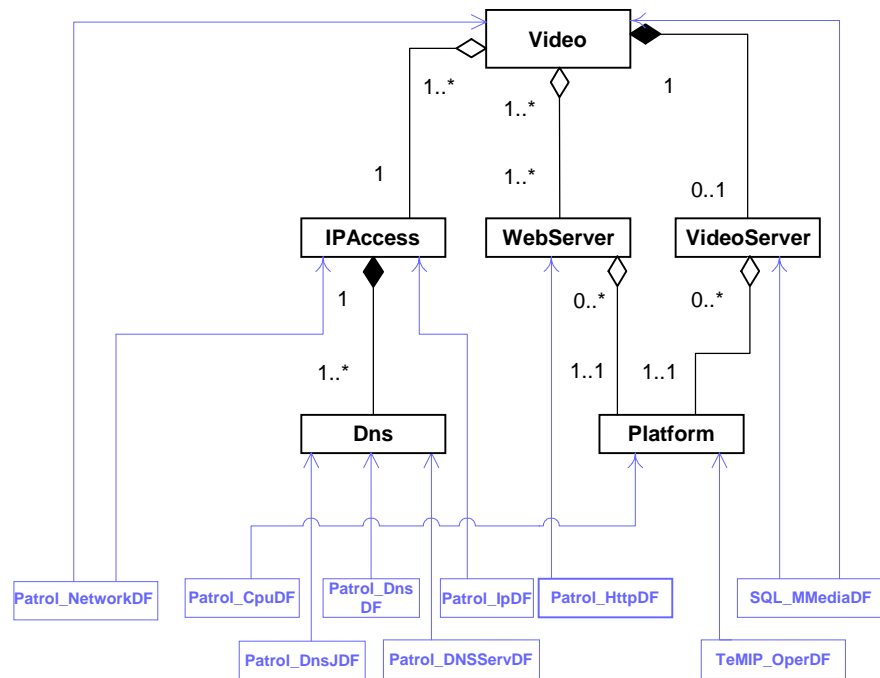 Video
1..*
1..*
1
1
1..*
0..1
IPAccess
WebServer
VideoServer
1
0..*
0..*
1..*
1..1
1..1
Dns
Platform
Patrol_NetworkDF
Patrol_CpuDF
Patrol_Dns
DF
Patrol_IpDF
Patrol_HttpDF
SQL_MMediaDF
Patrol_DnsJDF
Patrol_DNSServDF
TeMIP_OperDF